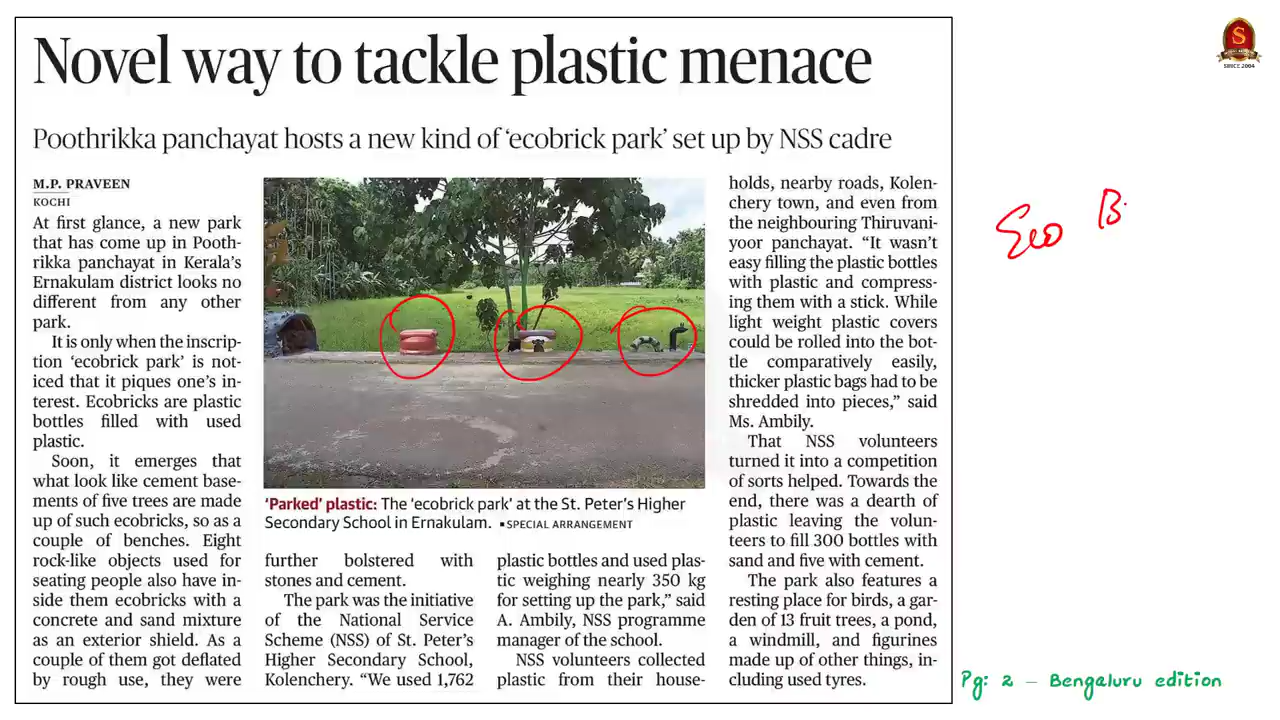 Novel way to tackle plastic menace
Poothrikka panchayat hosts a new kind of ‘ecobrick park’ set up by NSS cadre
M.P. PRAVEEN
KOCHI
At first glance, a new park
that has come up in Pooth-
rikka panchayat in Kerala’s
Ernakulam district looks no
different from any other
park.
It is only when the inscrip-
tion ‘ecobrick park’ is not-
iced that it piques one’s in-
terest. Ecobricks are plastic
bottles filled with used
plastic.
Soon, it emerges that
what look like cement base-
ments of five trees are made
up of such ecobricks, so as a
couple of benches. Eight
rock-like objects used for
seating people also have in-
side them ecobricks with a
concrete and sand mixture
as an exterior shield. As a
couple of them got deflated
by rough use, they were
‘Parked’ plastic: The ‘ecobrick park’ at the St. Peter’s Higher
Secondary School in Ernakulam. ▪SPECIAL ARRANGEMENT
further bolstered with
stones and cement.
The park was the initiative
of the National Service
Scheme (NSS) of St. Peter’s
Higher Secondary School,
Kolenchery. “We used 1,762
plastic bottles and used plas-
tic weighing nearly 350 kg
for setting up the park,” said
A. Ambily, NSS programme
manager of the school.
NSS volunteers collected
plastic from their house-
holds, nearby roads, Kolen-
chery town, and even from
the neighbouring Thiruvani-
yoor panchayat. “It wasn’t
easy filling the plastic bottles
with plastic and compress-
ing them with a stick. While
light weight plastic covers
could be rolled into the bot-
tle comparatively easily,
thicker plastic bags had to be
shredded into pieces,” said
Ms. Ambily.
That NSS volunteers
turned it into a competition
of sorts helped. Towards the
end, there was a dearth of
plastic leaving the volun-
teers to fill 300 bottles with
sand and five with cement.
The park also features a
resting place for birds, a gar-
den of 13 fruit trees, a pond,
a windmill, and figurines
made up of other things, in-
cluding used tyres.
S
SINCE 2004
Eco B
Pg: 2 – Bengaluru edition